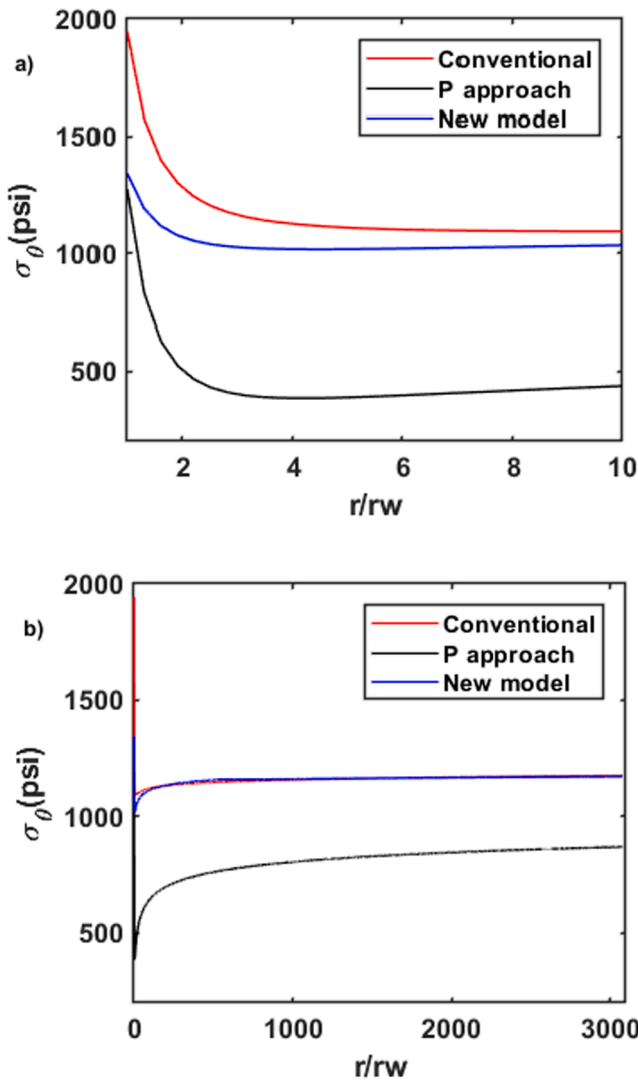 a)
2000
1500
1000
500
σθ(psi)
Conventional
P approach
New model
2 4 6 8 10
r/rw
b)
2000
1500
1000
500
σθ(psi)
Conventional
P approach
New model
0 1000 2000 3000
r/rw